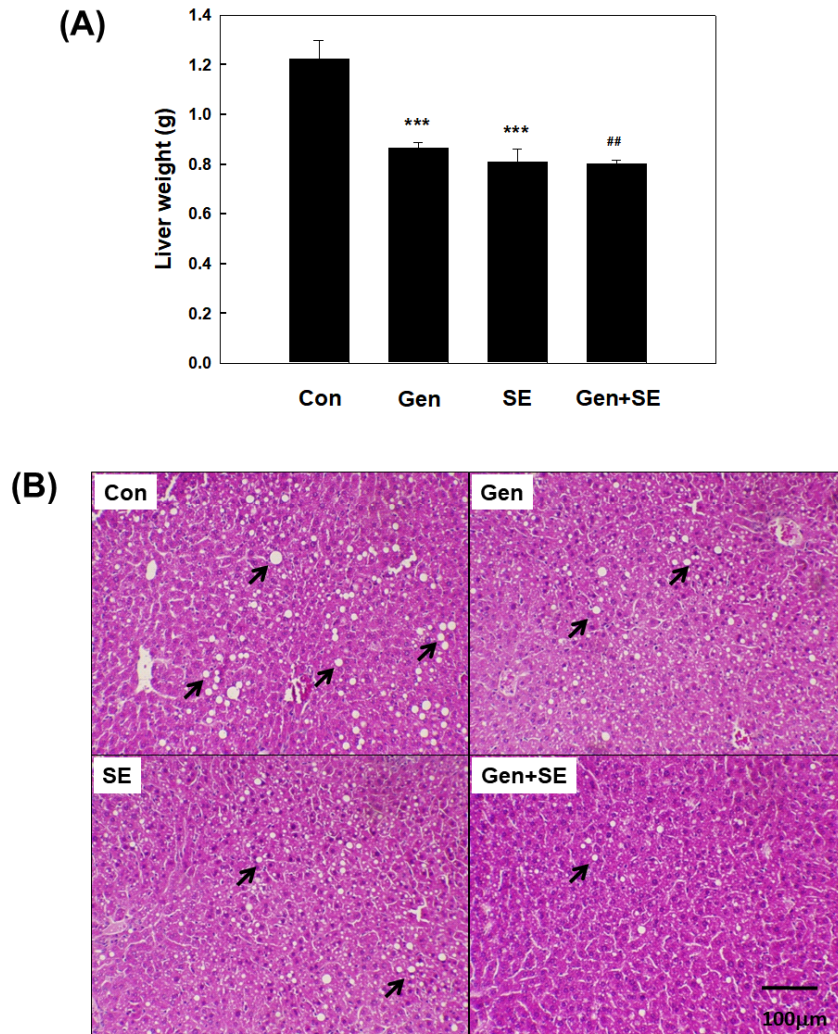 (A)
1.4
1.2
1.0
0.8
0.6
0.4
0.2
0.0
Liver weight (g)
***
***
##
Con Gen SE Gen+SE
(B)
Con
Gen
SE
Gen+SE
100μm